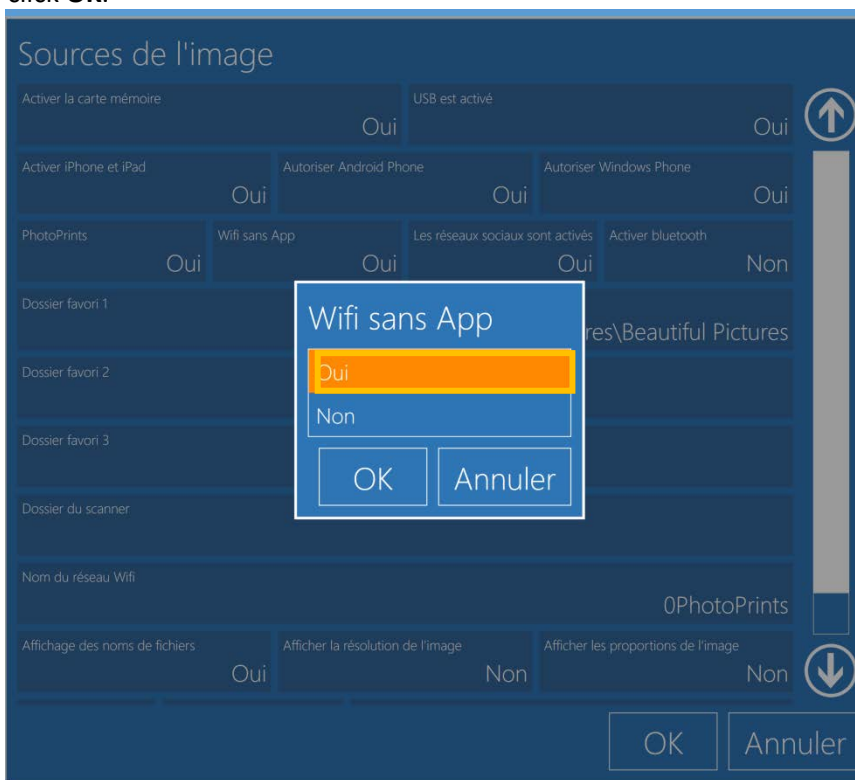 click OK.
Sources de l'image
Activer la carte mémoire
Oui
USB est activé
Oui
Activer iPhone et iPad
Oui
Autoriser Android Phone
Oui
Autoriser Windows Phone
Oui
PhotoPrints
Oui
Wifi sans App
Oui
Les réseaux sociaux sont activés
Oui
Activer bluetooth
Non
Dossier favori 1
res\Beautiful Pictures
Wifi sans App
Oui
Non
OK
Annuler
Dossier favori 2
Dossier favori 3
Dossier du scanner
Nom du réseau Wifi
0PhotoPrints
Affichage des noms de fichiers
Oui
Afficher la résolution de l'image
Non
Afficher les proportions de l'image
Non
OK
Annuler